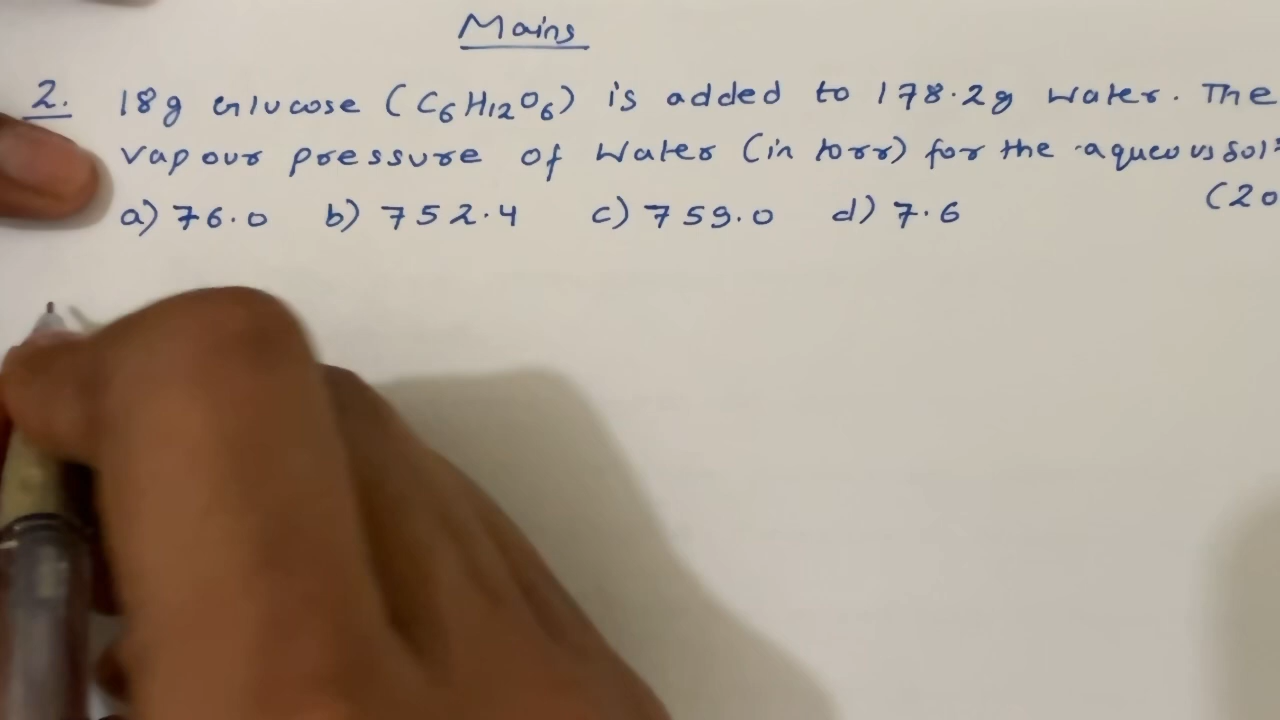 Mains
2. 18g Glucose (C6H12O6) is added to 178.2g water. The
vapour pressure of water (in torr) for the aqueous sol
a) 76.0 b) 752.4 c) 759.0 d) 7.6
(20